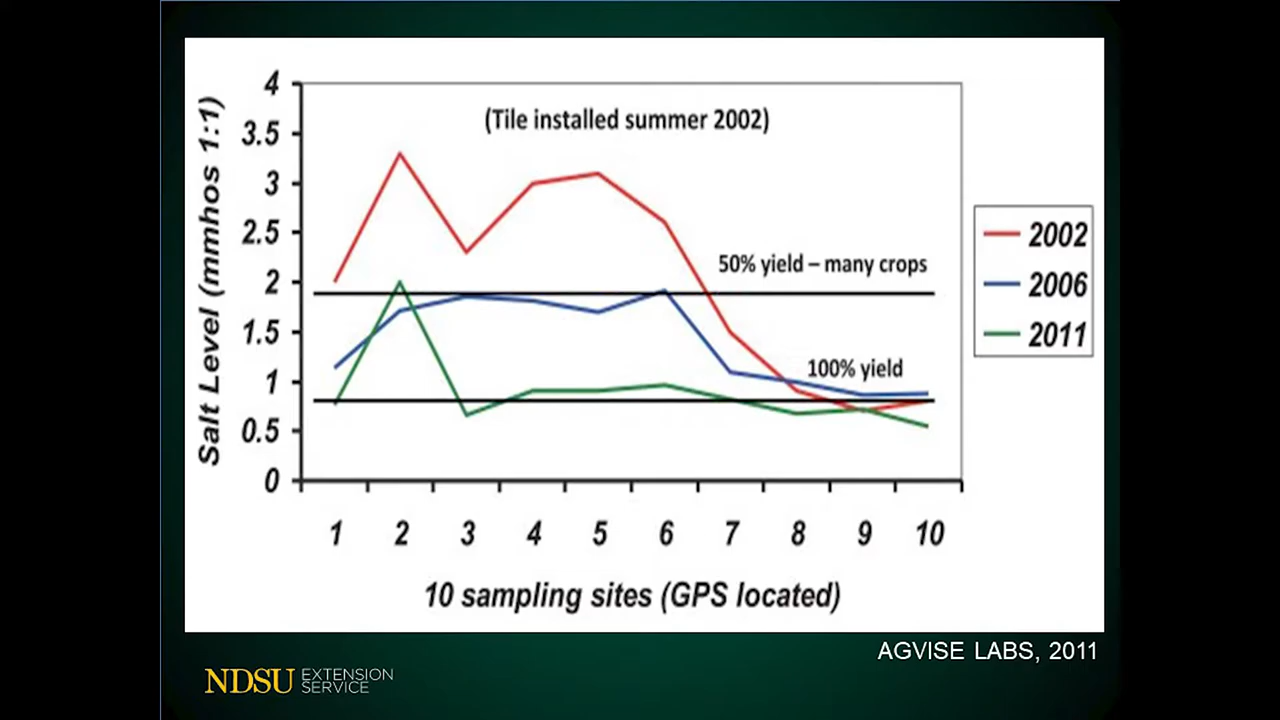 4
3.5
3
2.5
2
1.5
1
0.5
0
Salt Level (mmhos 1:1)
(Tile installed summer 2002)
50% yield – many crops
100% yield
2002
2006
2011
1 2 3 4 5 6 7 8 9 10
10 sampling sites (GPS located)
AGVISE LABS, 2011
NDSU EXTENSION
SERVICE